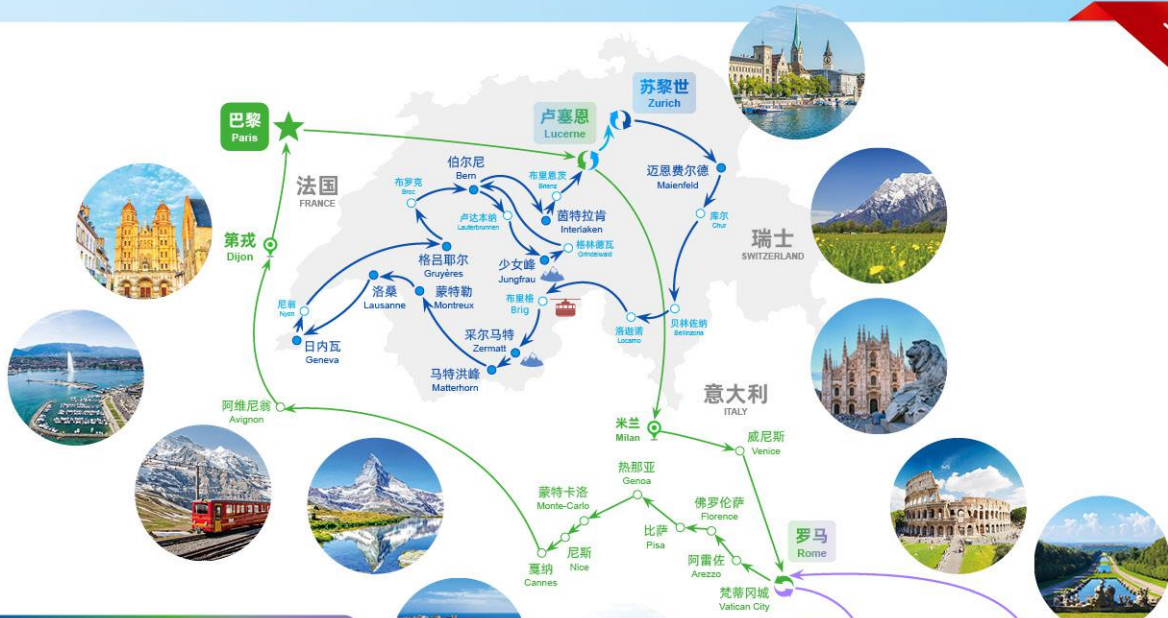 苏黎世
Zurich
巴黎
Paris
卢塞恩
Lucerne
伯尔尼
Bern
布里恩茨
Brienz
迈恩费尔德
Maienfeld
法国
FRANCE
布罗克
Broc
卢达本纳
Lauterbrunnen
茵特拉肯
Interlaken
库尔
Chur
第戎
Dijon
格吕耶尔
Gruyères
少女峰
Jungfrau
格林德瓦
Grindelwald
瑞士
SWITZERLAND
尼翁
Nyon
洛桑
Lausanne
蒙特勒
Montreux
布里格
Brig
洛迦诺
Locarno
贝林佐纳
Bellinzona
日内瓦
Geneva
采尔马特
Zermatt
马特洪峰
Matterhorn
意大利
ITALY
阿维尼翁
Avignon
米兰
Milan
威尼斯
Venice
热那亚
Genoa
蒙特卡洛
Monte-Carlo
佛罗伦萨
Florence
比萨
Pisa
罗马
Rome
尼斯
Nice
戛纳
Cannes
阿雷佐
Arezzo
梵蒂冈城
Vatican City